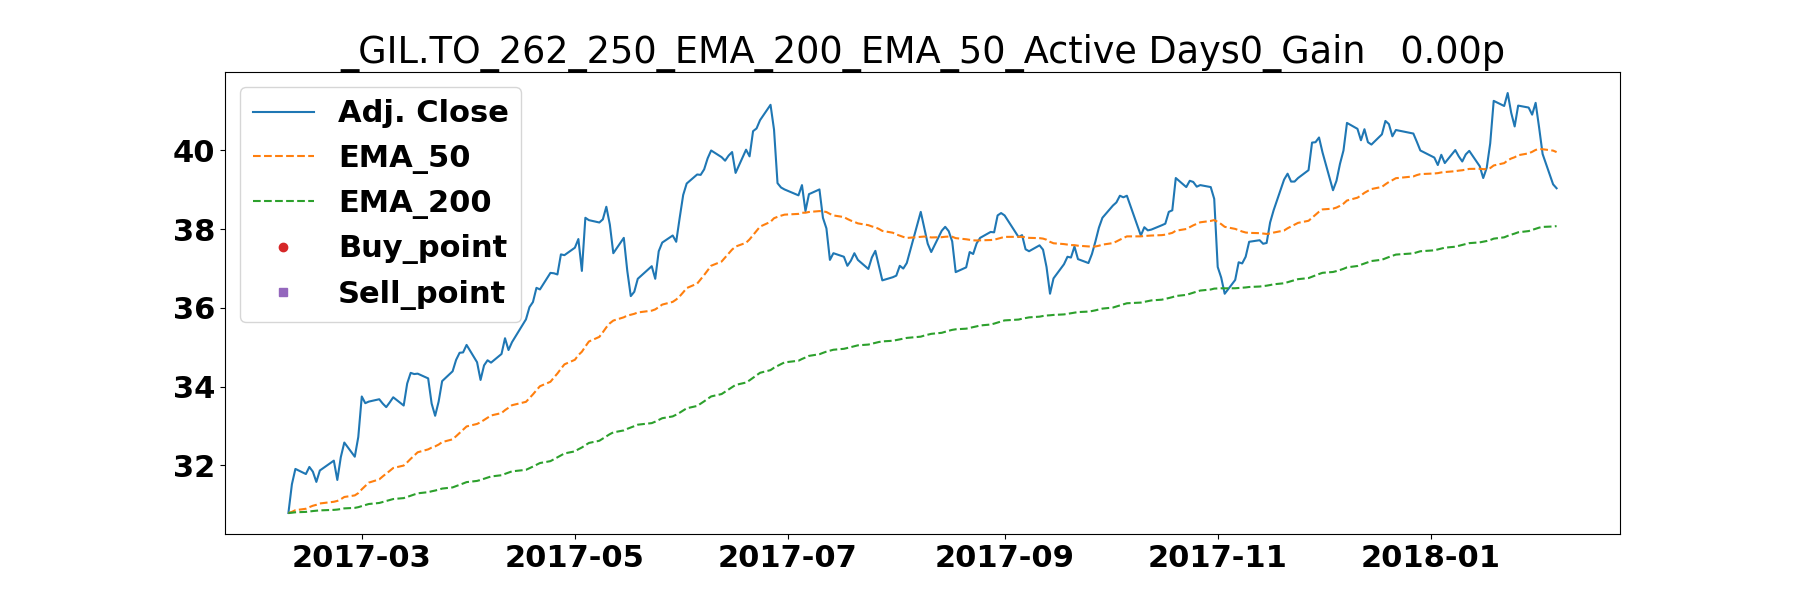 _GIL.TO_262_250_EMA_200_EMA_50_Active Days0_Gain   0.00p
Adj. Close
EMA_50
EMA_200
Buy_point
Sell_point
40
38
36
34
32
2017-03 2017-05 2017-07 2017-09 2017-11 2018-01